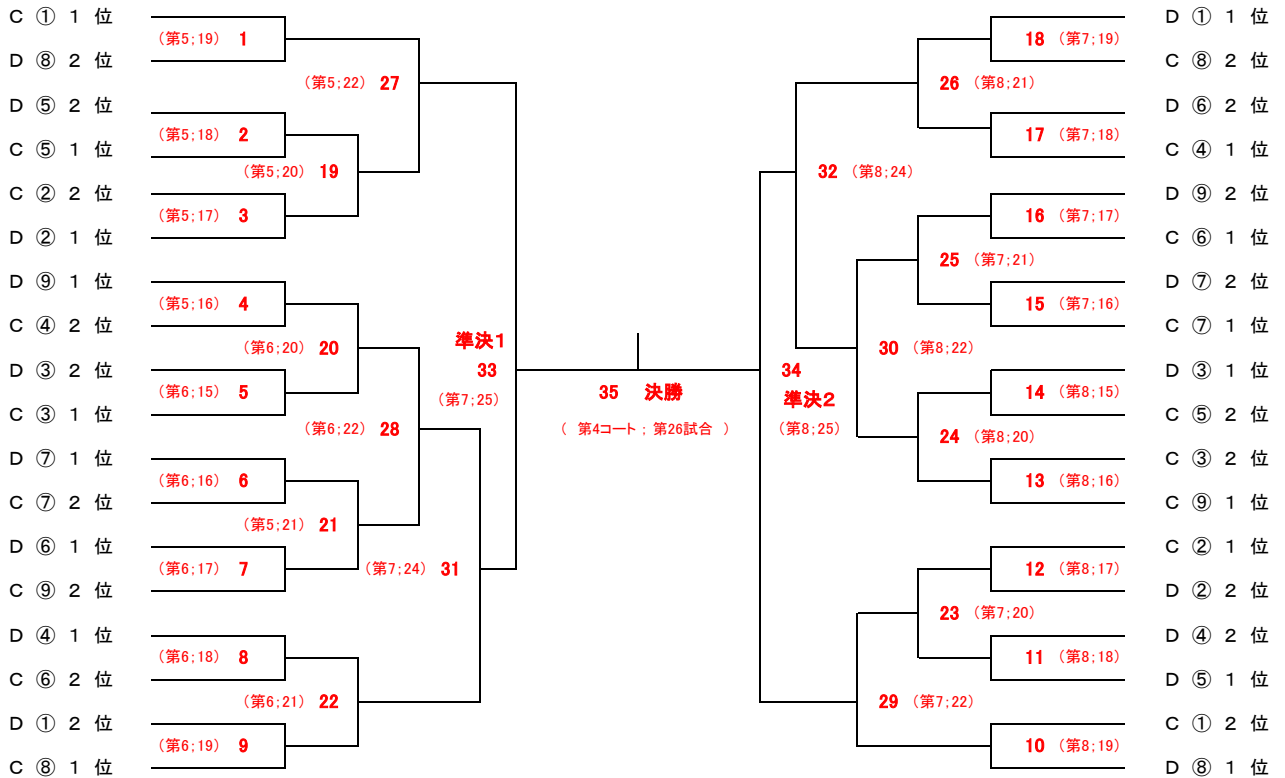 C ① 1 位
(第5;19) 1
D ⑧ 2 位
(第5;22) 27
D ⑤ 2 位
(第5;18) 2
C ⑤ 1 位
(第5;20) 19
C ② 2 位
(第5;17) 3
D ② 1 位
D ⑨ 1 位
(第5;16) 4
C ④ 2 位
(第6;20) 20
D ③ 2 位
(第6;15) 5
C ③ 1 位
(第6;22) 28
D ⑦ 1 位
(第6;16) 6
C ⑦ 2 位
(第5;21) 21
D ⑥ 1 位
(第6;17) 7
C ⑨ 2 位
(第7;24) 31
D ④ 1 位
(第6;18) 8
C ⑥ 2 位
(第6;21) 22
D ① 2 位
(第6;19) 9
C ⑧ 1 位
準決1
33
(第7;25)
35 決勝
( 第4コート ; 第26試合 )
34
準決2
(第8;25)
D ① 1 位
18 (第7;19)
C ⑧ 2 位
26 (第8;21)
D ⑥ 2 位
17 (第7;18)
C ④ 1 位
32 (第8;24)
D ⑨ 2 位
16 (第7;17)
C ⑥ 1 位
25 (第7;21)
D ⑦ 2 位
15 (第7;16)
C ⑦ 1 位
30 (第8;22)
D ③ 1 位
14 (第8;15)
C ⑤ 2 位
24 (第8;20)
C ③ 2 位
13 (第8;16)
C ⑨ 1 位
C ② 1 位
12 (第8;17)
D ② 2 位
23 (第7;20)
D ④ 2 位
11 (第8;18)
D ⑤ 1 位
29 (第7;22)
C ① 2 位
10 (第8;19)
D ⑧ 1 位